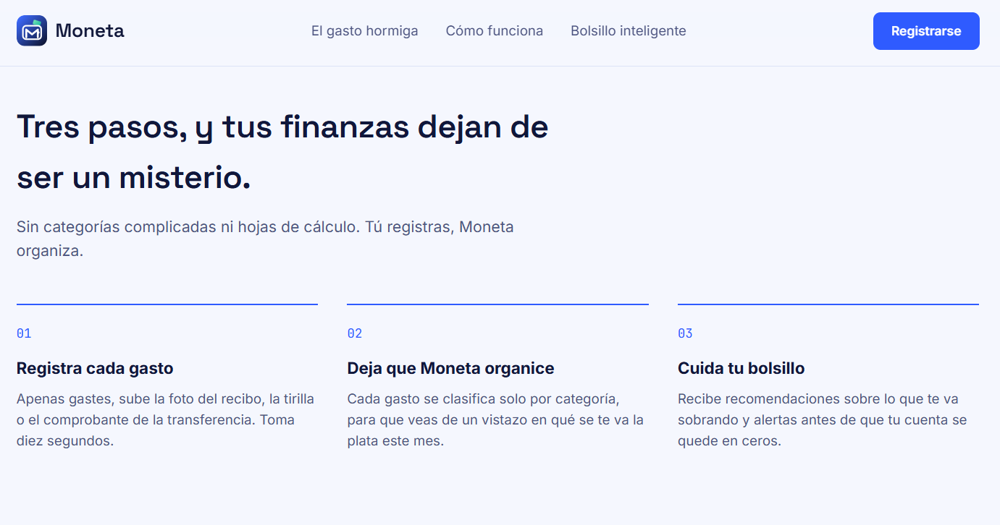 Moneta
El gasto hormiga
Cómo funciona
Bolsillo inteligente
Registrarse
Tres pasos, y tus finanzas dejan de
ser un misterio.
Sin categorías complicadas ni hojas de cálculo. Tú registras, Moneta
organiza.
01
Registra cada gasto
Apenas gastes, sube la foto del recibo, la tirilla
o el comprobante de la transferencia. Toma
diez segundos.
02
Deja que Moneta organice
Cada gasto se clasifica solo por categoría,
para que veas de un vistazo en qué se te va la
plata este mes.
03
Cuida tu bolsillo
Recibe recomendaciones sobre lo que te va
sobrando y alertas antes de que tu cuenta se
quede en ceros.